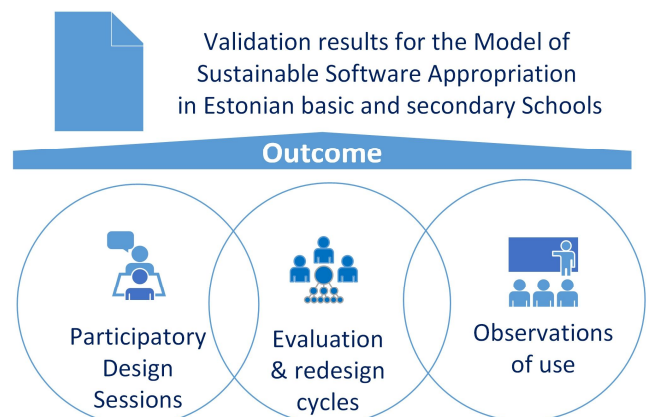 Validation results for the Model of
Sustainable Software Appropriation
in Estonian basic and secondary Schools
Outcome
Participatory
Design
Sessions
Evaluation
& redesign
cycles
Observations
of use